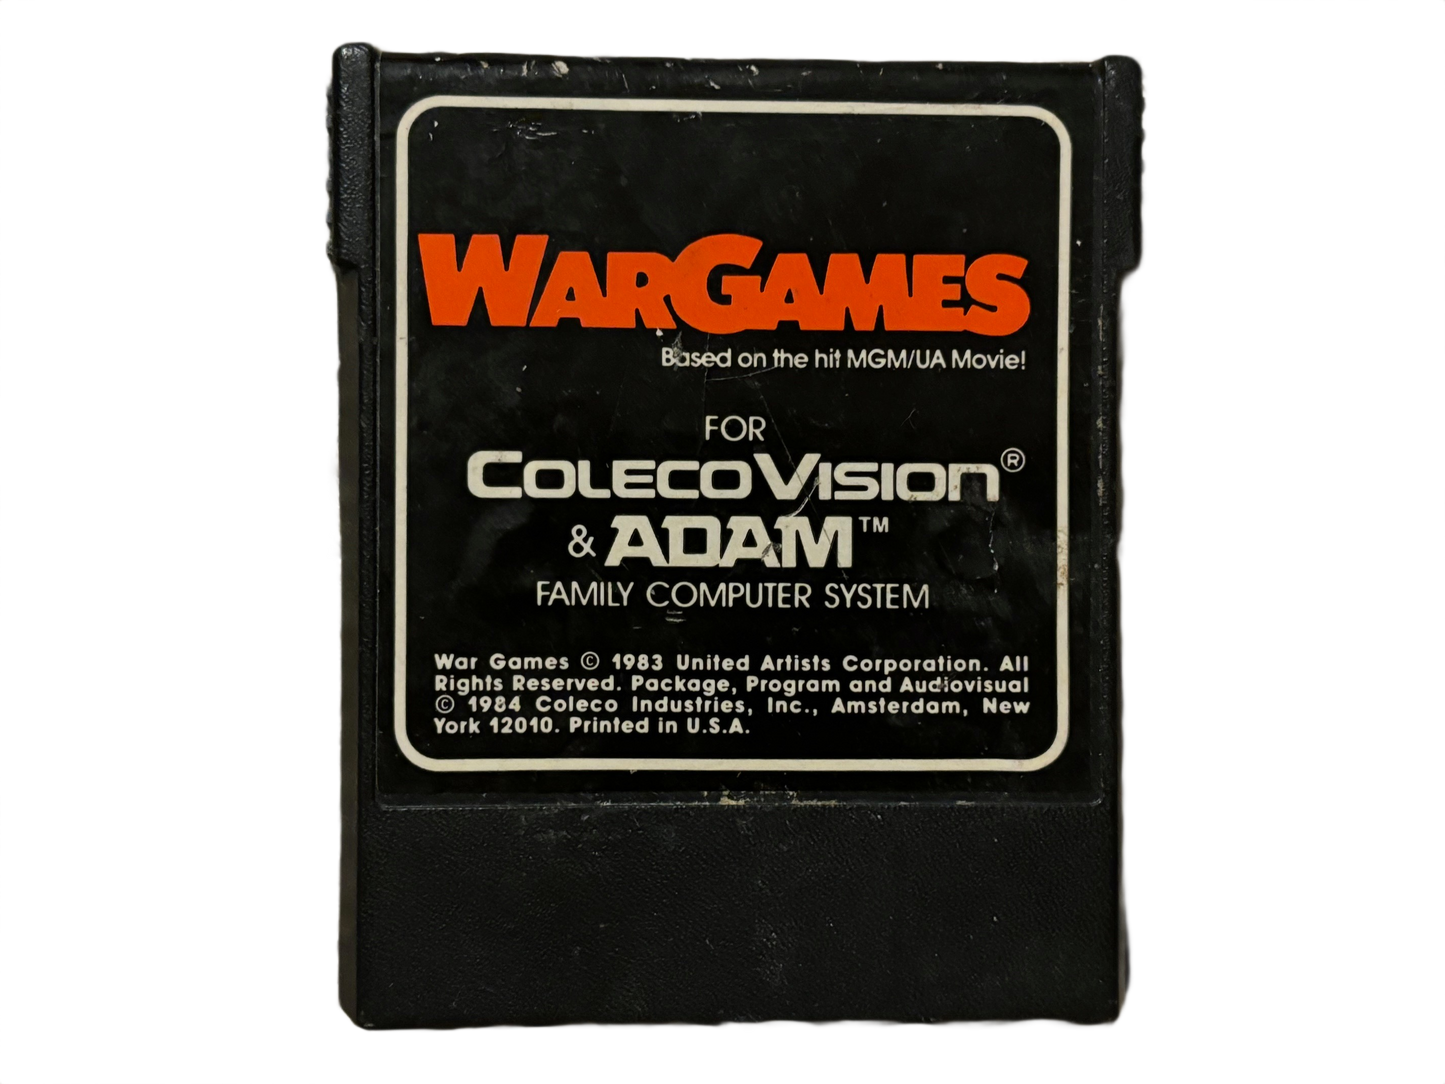 WARGAMES
Based on the hit MGM/UA Movie!
FOR
COLECOVISION®
& ADAM™
FAMILY COMPUTER SYSTEM
War Games © 1983 United Artists Corporation. All
Rights Reserved. Package, Program and Audiovisual
© 1984 Coleco Industries, Inc., Amsterdam, New
York 12010. Printed in U.S.A.